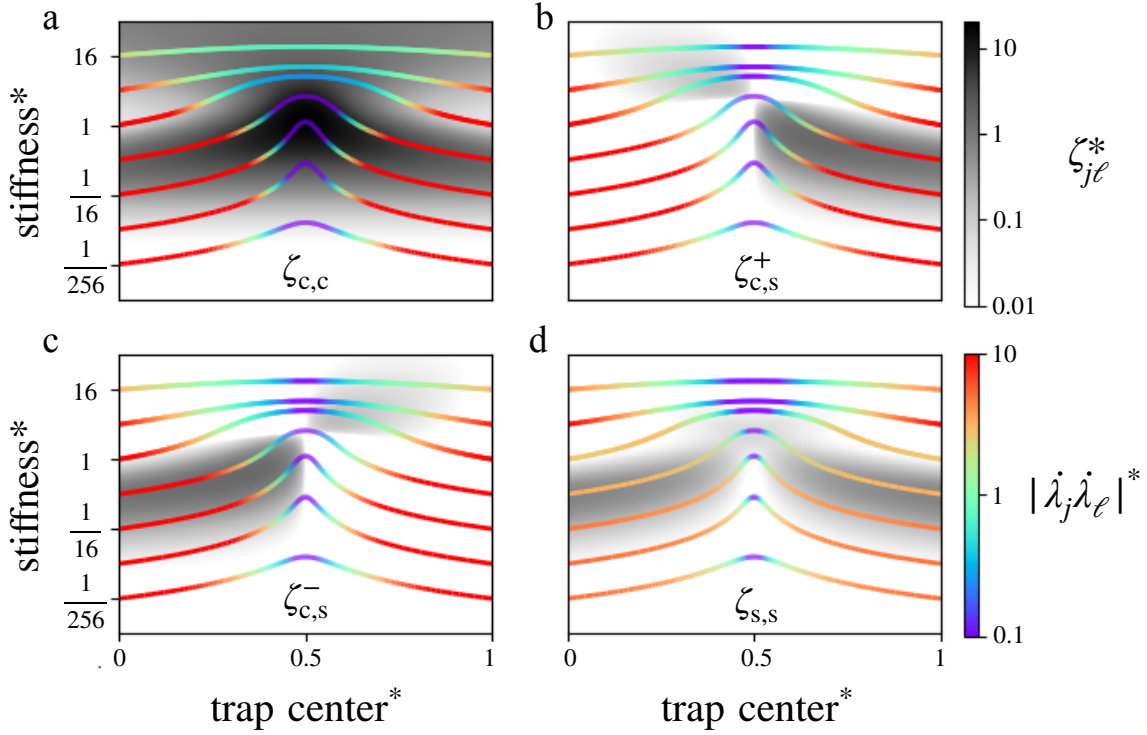 a
b
16
1
1
16
1
256
stiffness*
ζc,c
ζ⁺c,s
10
1
0.1
0.01
ζ*jℓ
c
d
16
1
1
16
1
256
stiffness*
ζ⁻c,s
ζs,s
10
1
0.1
|λ̇jλ̇ℓ|*
0 0.5 1
0 0.5 1
trap center*
trap center*